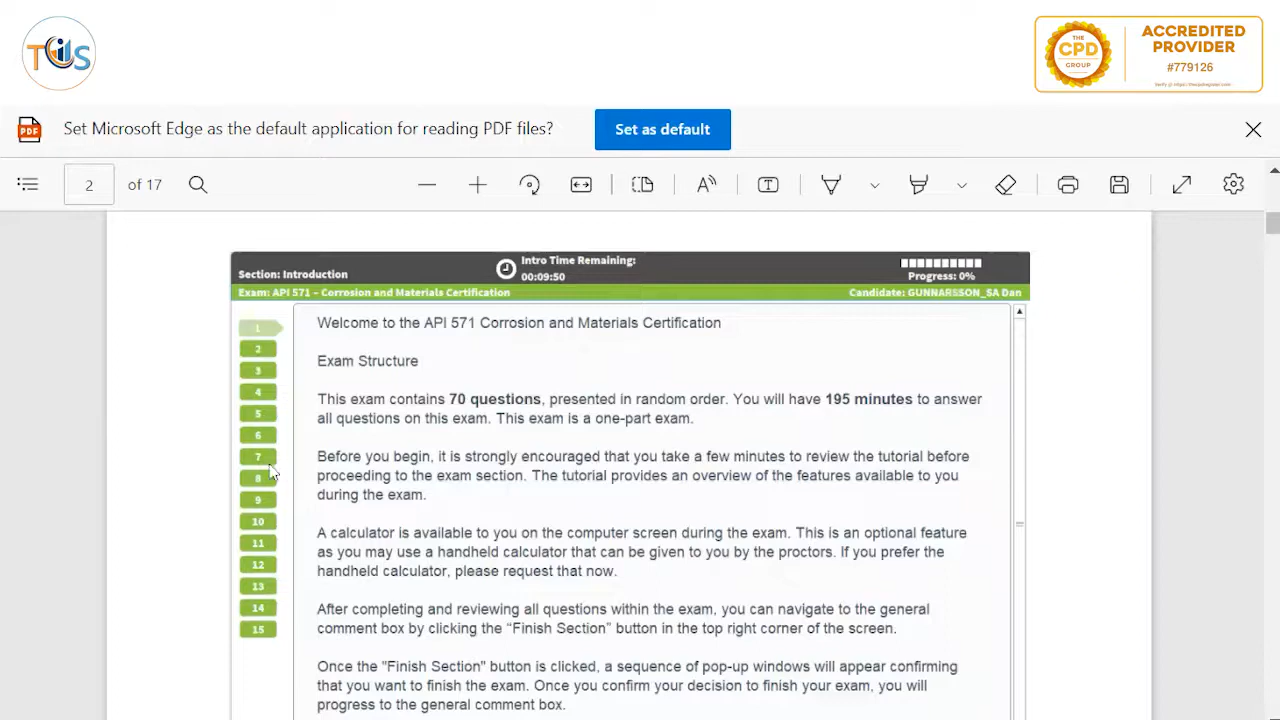 TCILS
THE
CPD
GROUP
ACCREDITED
PROVIDER
#779126
PDF
Set Microsoft Edge as the default application for reading PDF files?
Set as default
2
of 17
Section: Introduction
Intro Time Remaining:
00:09:50
Progress: 0%
Exam: API 571 – Corrosion and Materials Certification
Candidate: GUNNARSSON_SA Dan
1
2
3
4
5
6
7
8
9
10
11
12
13
14
15
Welcome to the API 571 Corrosion and Materials Certification
Exam Structure
This exam contains 70 questions, presented in random order. You will have 195 minutes to answer
all questions on this exam. This exam is a one-part exam.
Before you begin, it is strongly encouraged that you take a few minutes to review the tutorial before
proceeding to the exam section. The tutorial provides an overview of the features available to you
during the exam.
A calculator is available to you on the computer screen during the exam. This is an optional feature
as you may use a handheld calculator that can be given to you by the proctors. If you prefer the
handheld calculator, please request that now.
After completing and reviewing all questions within the exam, you can navigate to the general
comment box by clicking the “Finish Section” button in the top right corner of the screen.
Once the "Finish Section" button is clicked, a sequence of pop-up windows will appear confirming
that you want to finish the exam. Once you confirm your decision to finish your exam, you will
progress to the general comment box.